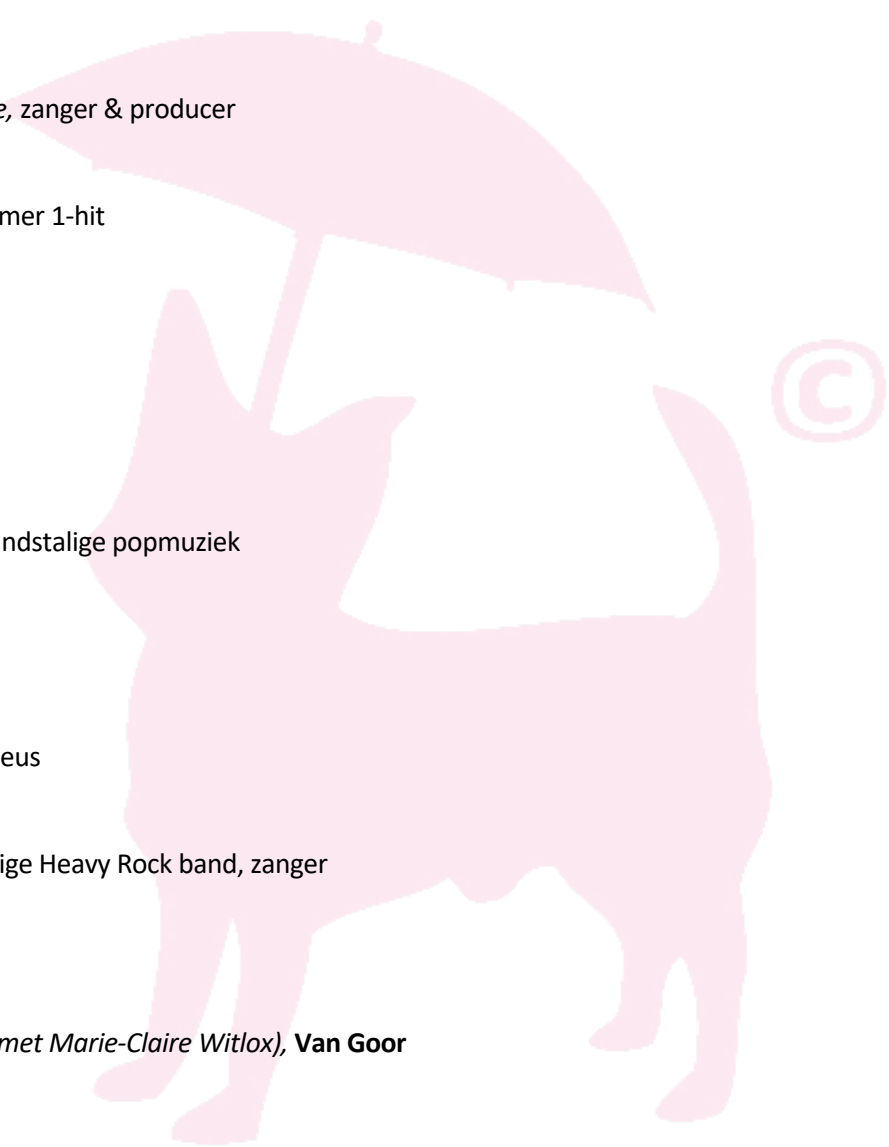 e, zanger & producer
mer 1-hit
ndstalige popmuziek
eus
ige Heavy Rock band, zanger
met Marie-Claire Witlox), Van Goor
©